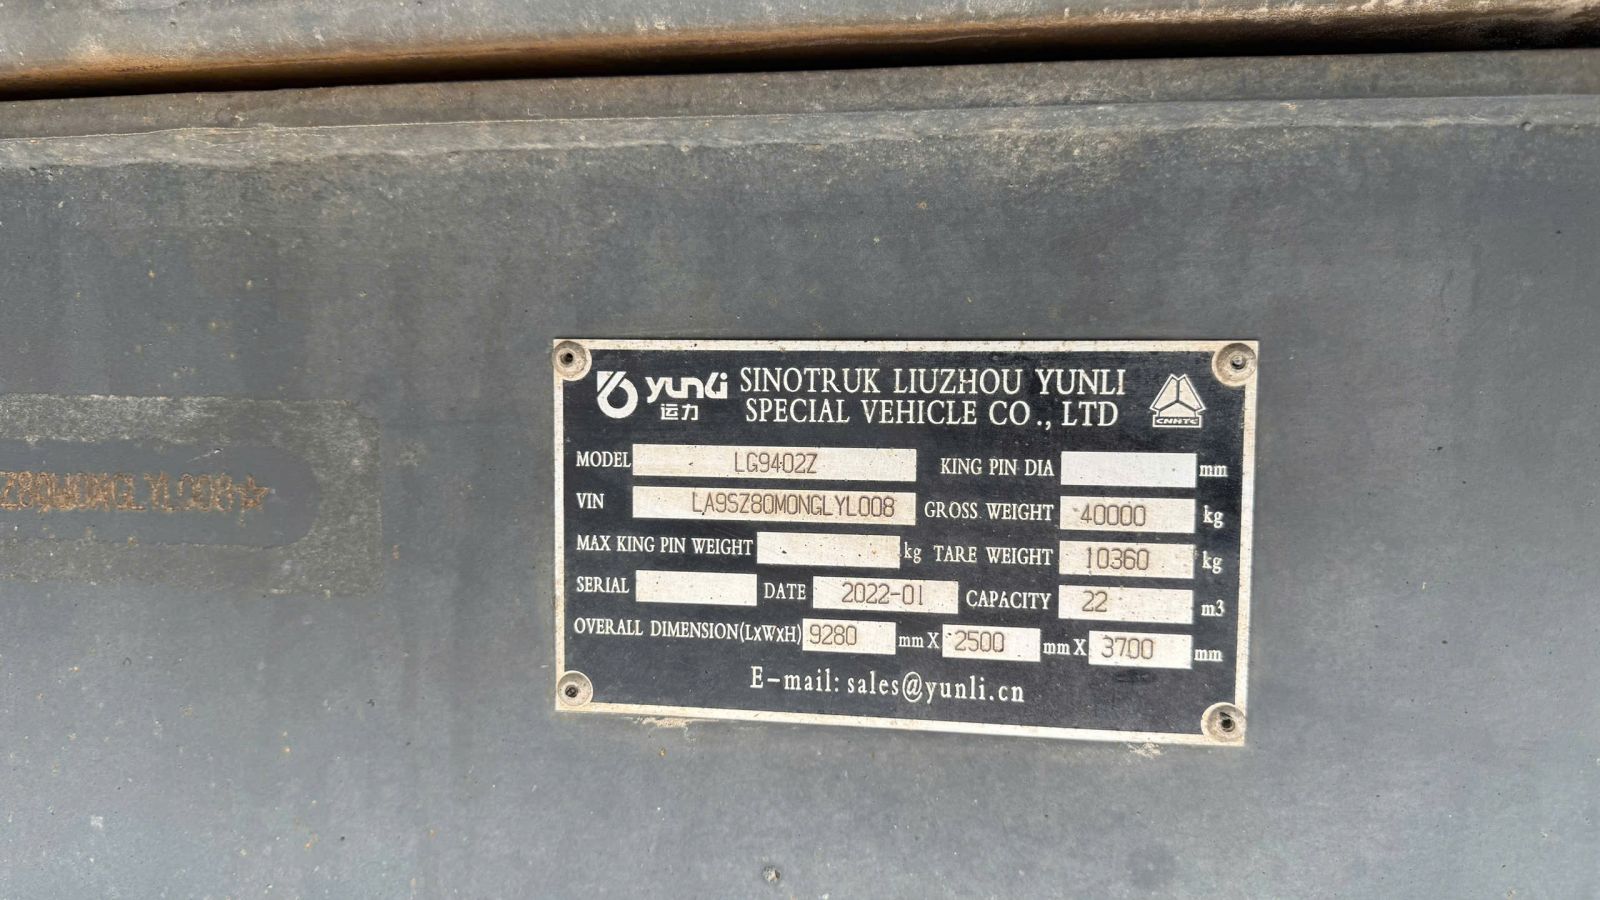 yunli
运力
SINOTRUK LIUZHOU YUNLI
SPECIAL VEHICLE CO., LTD
CNHTC
MODEL LG9402Z KING PIN DIA mm
VIN LA9SZ80M0NGLYL008 GROSS WEIGHT 40000 kg
MAX KING PIN WEIGHT kg TARE WEIGHT 10360 kg
SERIAL DATE 2022-01 CAPACITY 22 m3
OVERALL DIMENSION(LXWXH) 9280 mm X 2500 mm X 3700 mm
E-mail: sales@yunli.cn
Z80M0NGLYL008☆